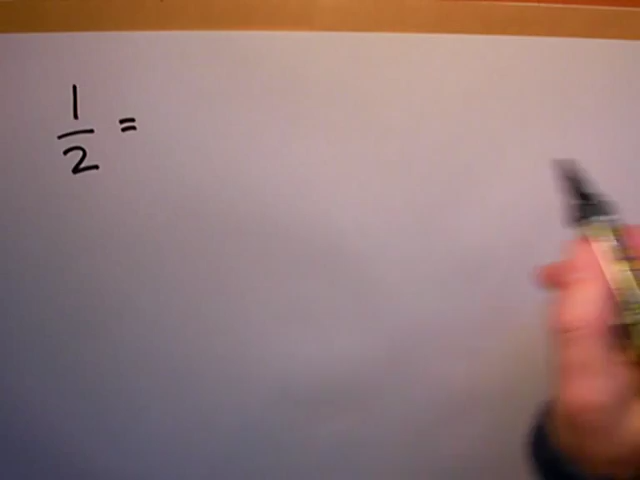 1/2 =